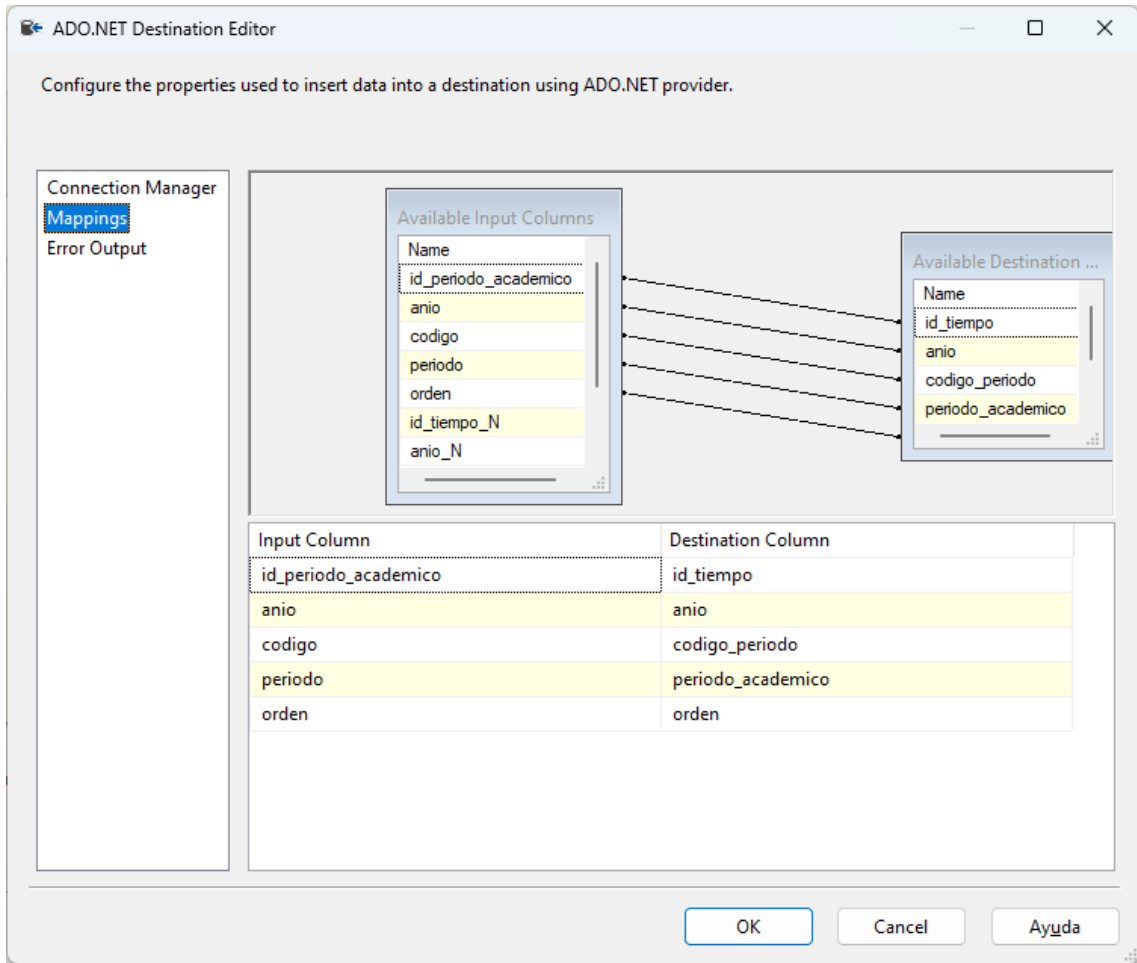 ADO.NET Destination Editor
Configure the properties used to insert data into a destination using ADO.NET provider.
Connection Manager
Mappings
Error Output
Available Input Columns
Name
id_periodo_academico
anio
codigo
periodo
orden
id_tiempo_N
anio_N
Available Destination ...
Name
id_tiempo
anio
codigo_periodo
periodo_academico
Input Column Destination Column
id_periodo_academico id_tiempo
anio anio
codigo codigo_periodo
periodo periodo_academico
orden orden
OK Cancel Ayuda